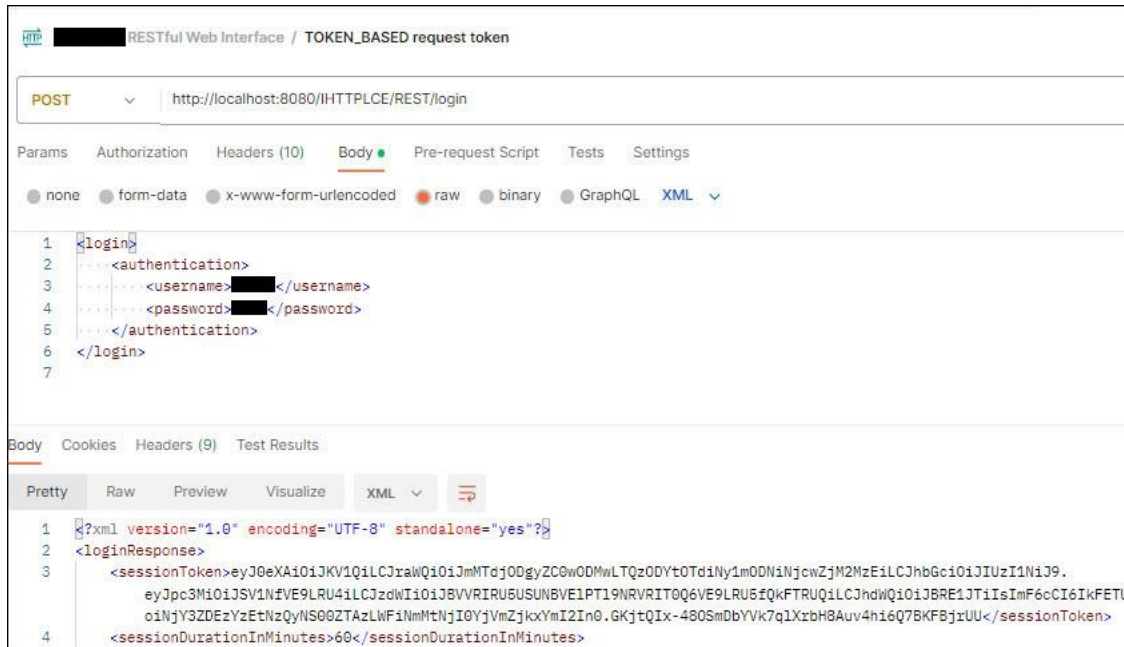 HTTP RESTful Web Interface / TOKEN_BASED request token
POST http://localhost:8080/IHTTPLCE/REST/login
Params Authorization Headers (10) Body Pre-request Script Tests Settings
none form-data x-www-form-urlencoded raw binary GraphQL XML
1 <login>
2 <authentication>
3 <username></username>
4 <password></password>
5 </authentication>
6 </login>
7
Body Cookies Headers (9) Test Results
Pretty Raw Preview Visualize XML
1 <?xml version="1.0" encoding="UTF-8" standalone="yes"?>
2 <loginResponse>
3 <sessionToken>
</sessionToken>
4 <sessionDurationInMinutes>60</sessionDurationInMinutes>